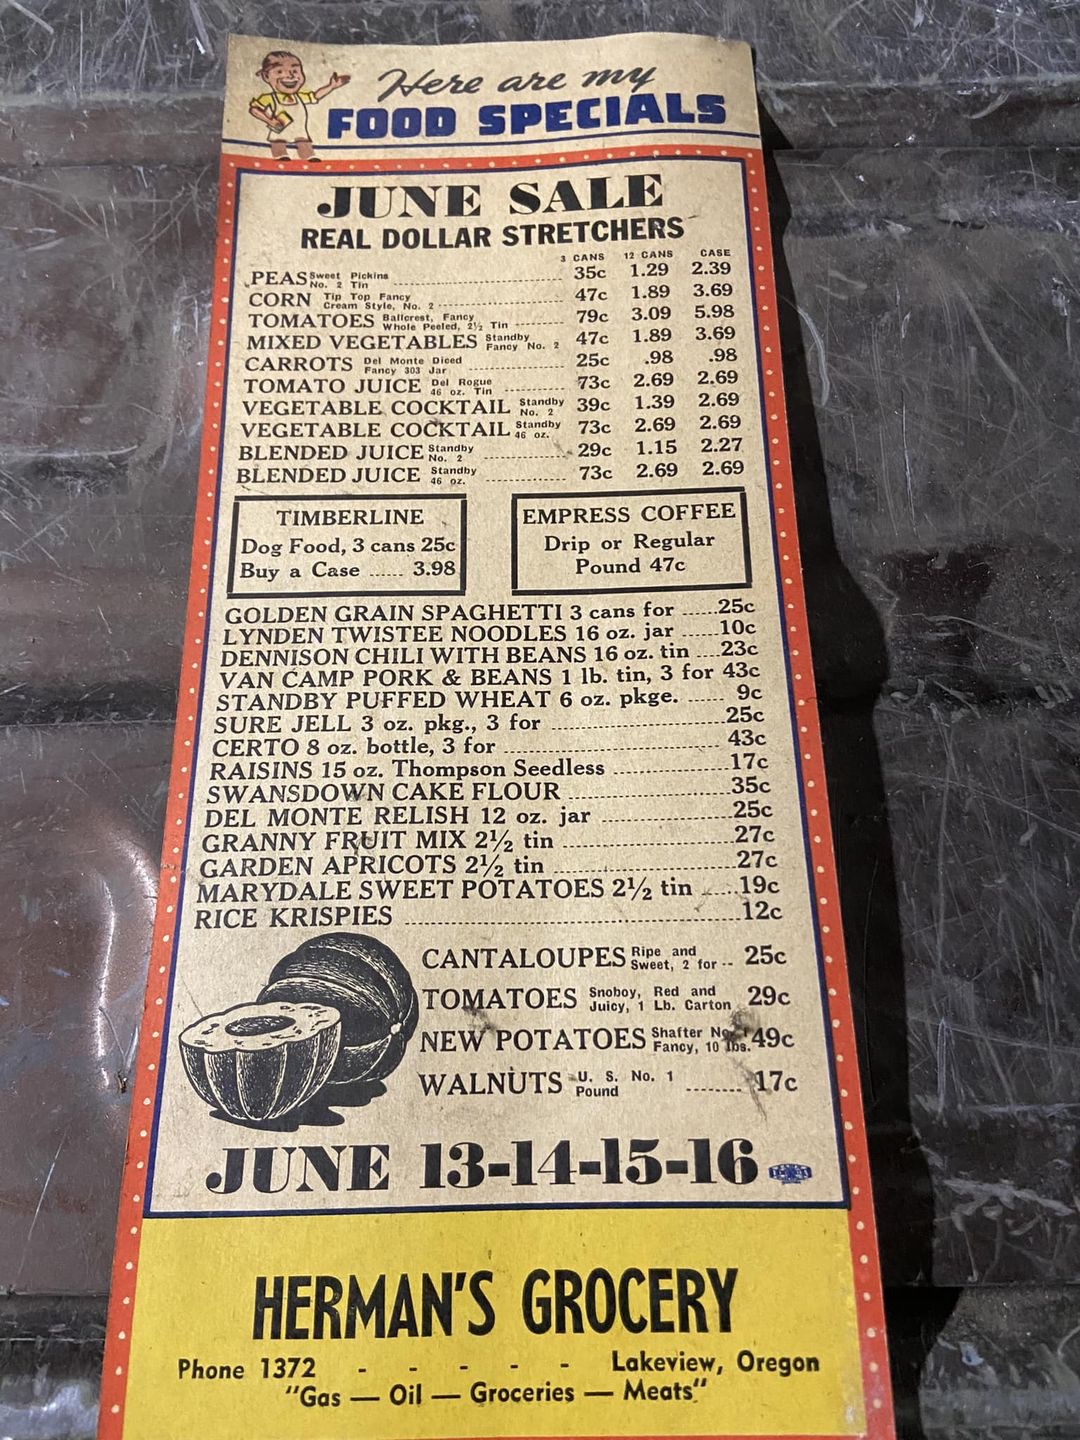 Here are my
FOOD SPECIALS
JUNE SALE
REAL DOLLAR STRETCHERS
3 CANS 12 CANS CASE
PEAS Sweet Pickins No. 2 Tin 35c 1.29 2.39
CORN Tip Top Fancy Cream Style, No. 2 47c 1.89 3.69
TOMATOES Ballcrest, Fancy Whole Peeled, 2½ Tin 79c 3.09 5.98
MIXED VEGETABLES Standby Fancy No. 2 47c 1.89 3.69
CARROTS Del Monte Diced Fancy 303 Jar 25c .98 .98
TOMATO JUICE Del Rogue 46 oz. Tin 73c 2.69 2.69
VEGETABLE COCKTAIL Standby No. 2 39c 1.39 2.69
VEGETABLE COCKTAIL Standby 46 oz. 73c 2.69 2.69
BLENDED JUICE Standby No. 2 29c 1.15 2.27
BLENDED JUICE Standby 46 oz. 73c 2.69 2.69
TIMBERLINE
Dog Food, 3 cans 25c
Buy a Case ...... 3.98
EMPRESS COFFEE
Drip or Regular
Pound 47c
GOLDEN GRAIN SPAGHETTI 3 cans for ......25c
LYNDEN TWISTEE NOODLES 16 oz. jar ......10c
DENNISON CHILI WITH BEANS 16 oz. tin ....23c
VAN CAMP PORK & BEANS 1 lb. tin, 3 for 43c
STANDBY PUFFED WHEAT 6 oz. pkge. ..... 9c
SURE JELL 3 oz. pkg., 3 for ........ 25c
CERTO 8 oz. bottle, 3 for ........ 43c
RAISINS 15 oz. Thompson Seedless ........ 17c
SWANSDOWN CAKE FLOUR ........ 35c
DEL MONTE RELISH 12 oz. jar ........ 25c
GRANNY FRUIT MIX 2½ tin ........ 27c
GARDEN APRICOTS 2½ tin ........ 27c
MARYDALE SWEET POTATOES 2½ tin ......19c
RICE KRISPIES ........ 12c
CANTALOUPES Ripe and Sweet, 2 for -- 25c
TOMATOES Snoboy, Red and Juicy, 1 Lb. Carton 29c
NEW POTATOES Shafter No. 1 Fancy, 10 lbs. 49c
WALNUTS U. S. No. 1 Pound ........ 17c
JUNE 13-14-15-16
HERMAN'S GROCERY
Phone 1372 - - - - - Lakeview, Oregon
"Gas — Oil — Groceries — Meats"